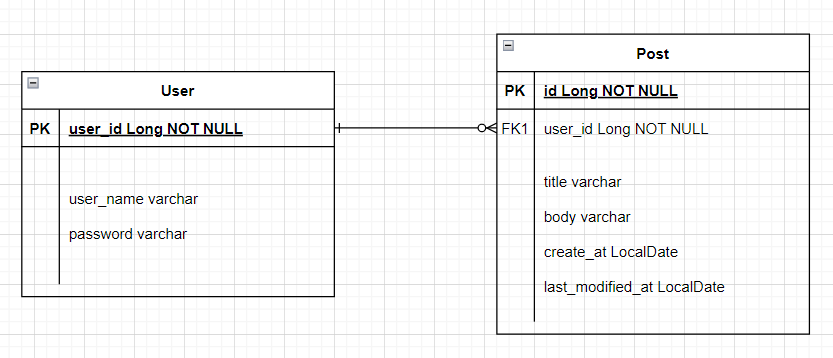 User
PK user_id Long NOT NULL
user_name varchar
password varchar
Post
PK id Long NOT NULL
FK1 user_id Long NOT NULL
title varchar
body varchar
create_at LocalDate
last_modified_at LocalDate